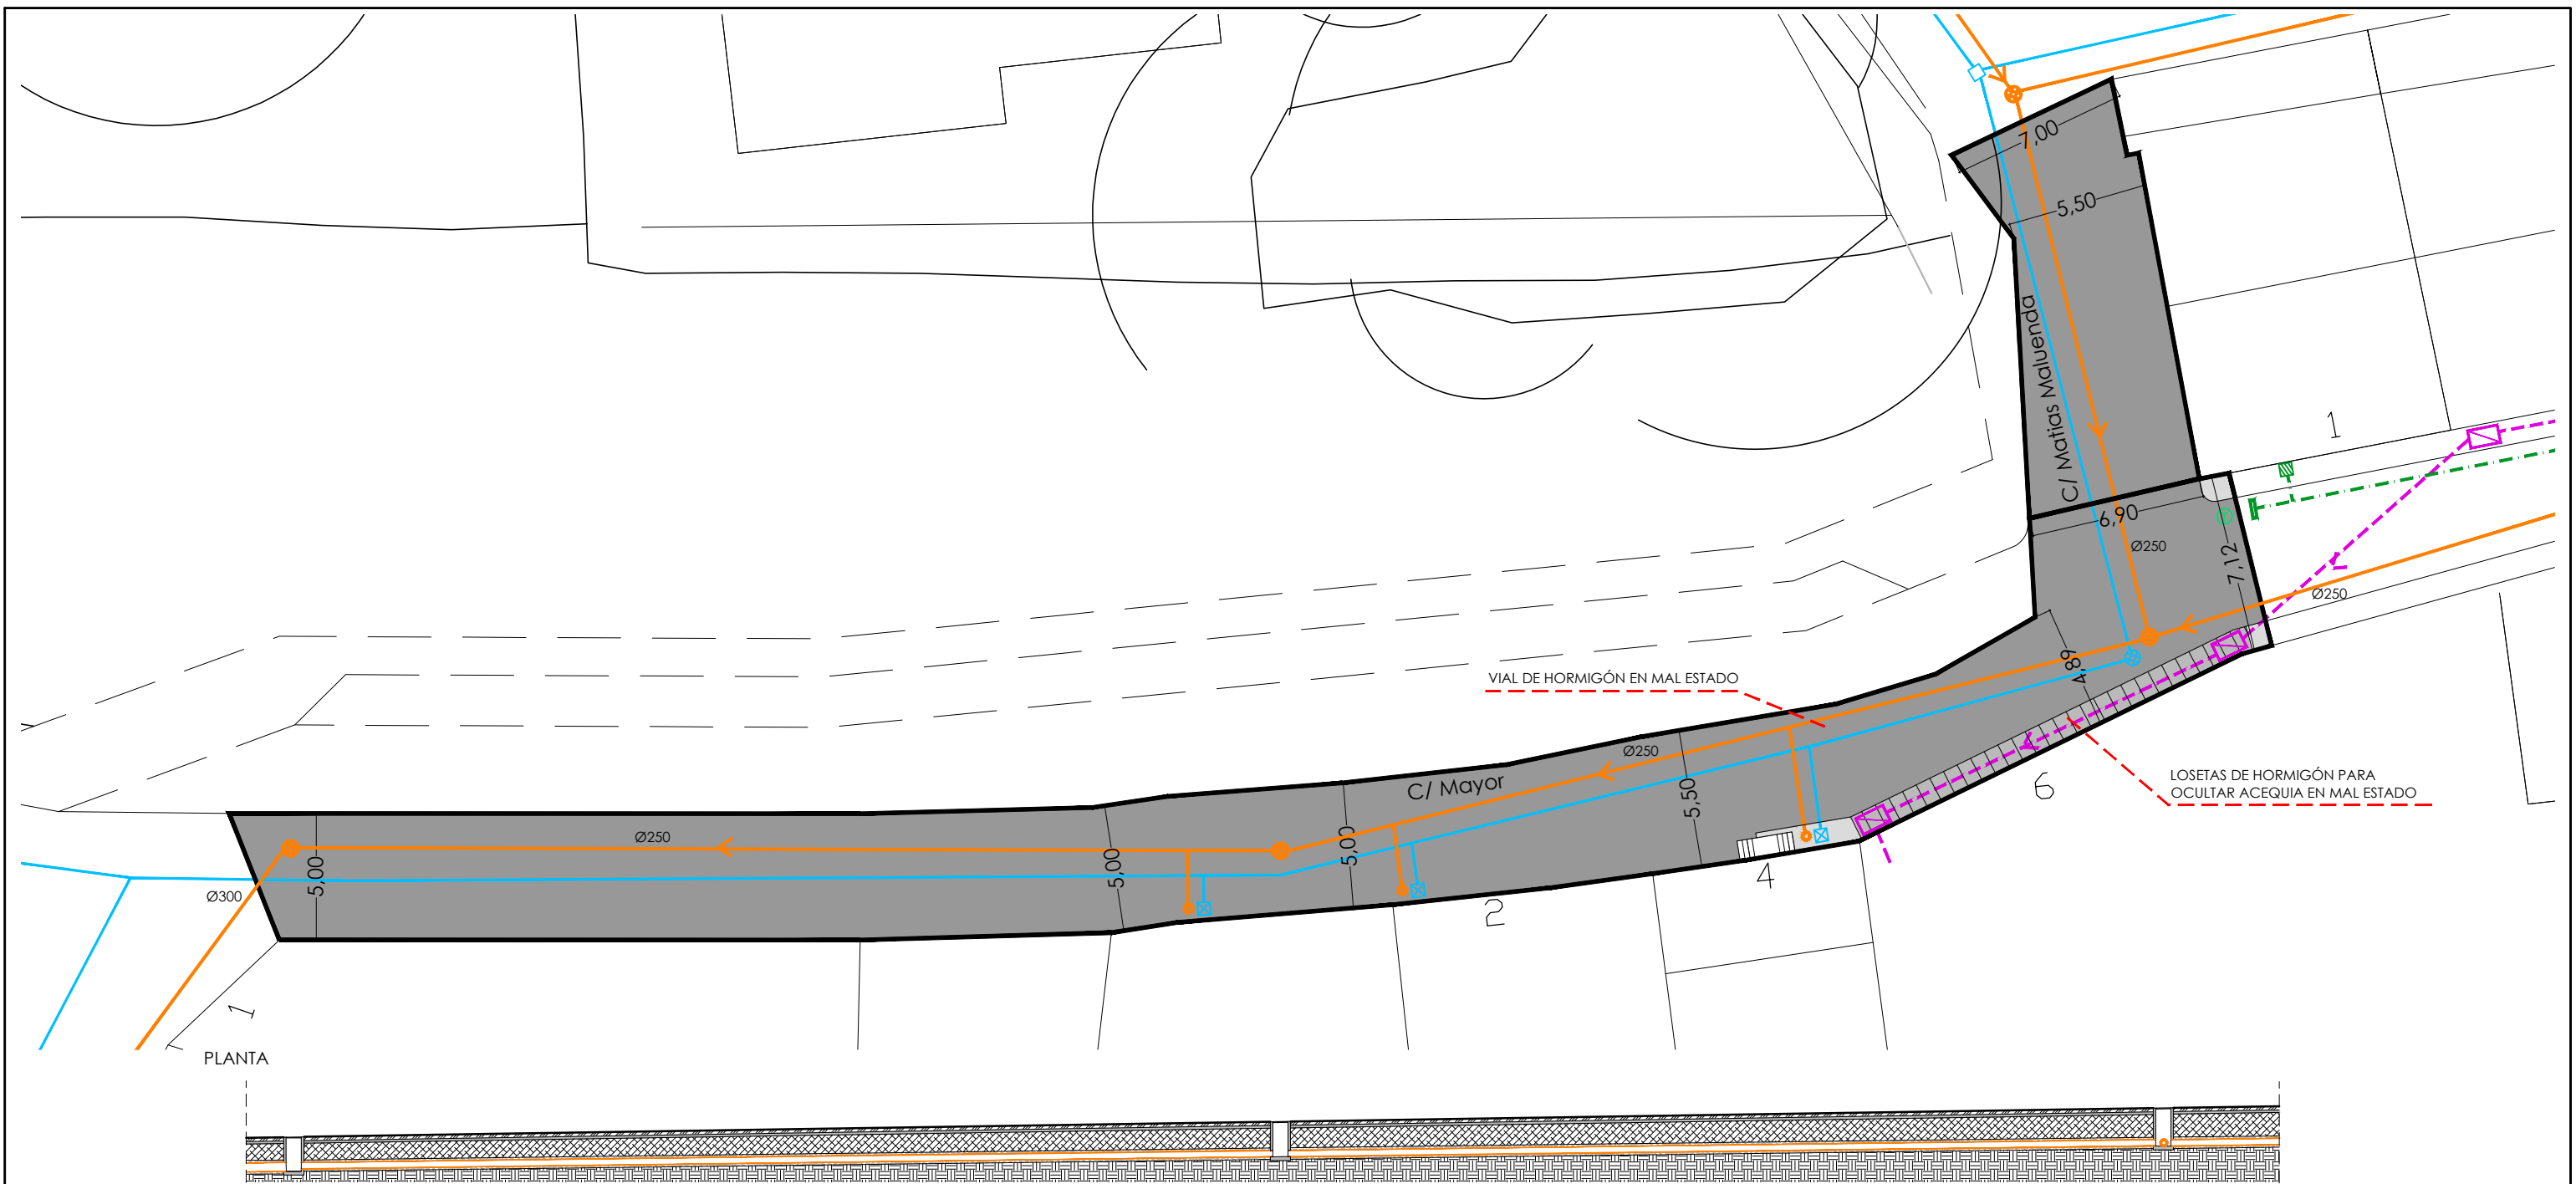 7,00
5,50
C/ Matias Maluenda
1
6,90
Ø250
7,12
Ø250
4,89
VIAL DE HORMIGÓN EN MAL ESTADO
LOSETAS DE HORMIGÓN PARA
OCULTAR ACEQUIA EN MAL ESTADO
6
Ø250
C/ Mayor
5,50
5,00
5,00
Ø250
5,00
Ø300
4
2
1
PLANTA